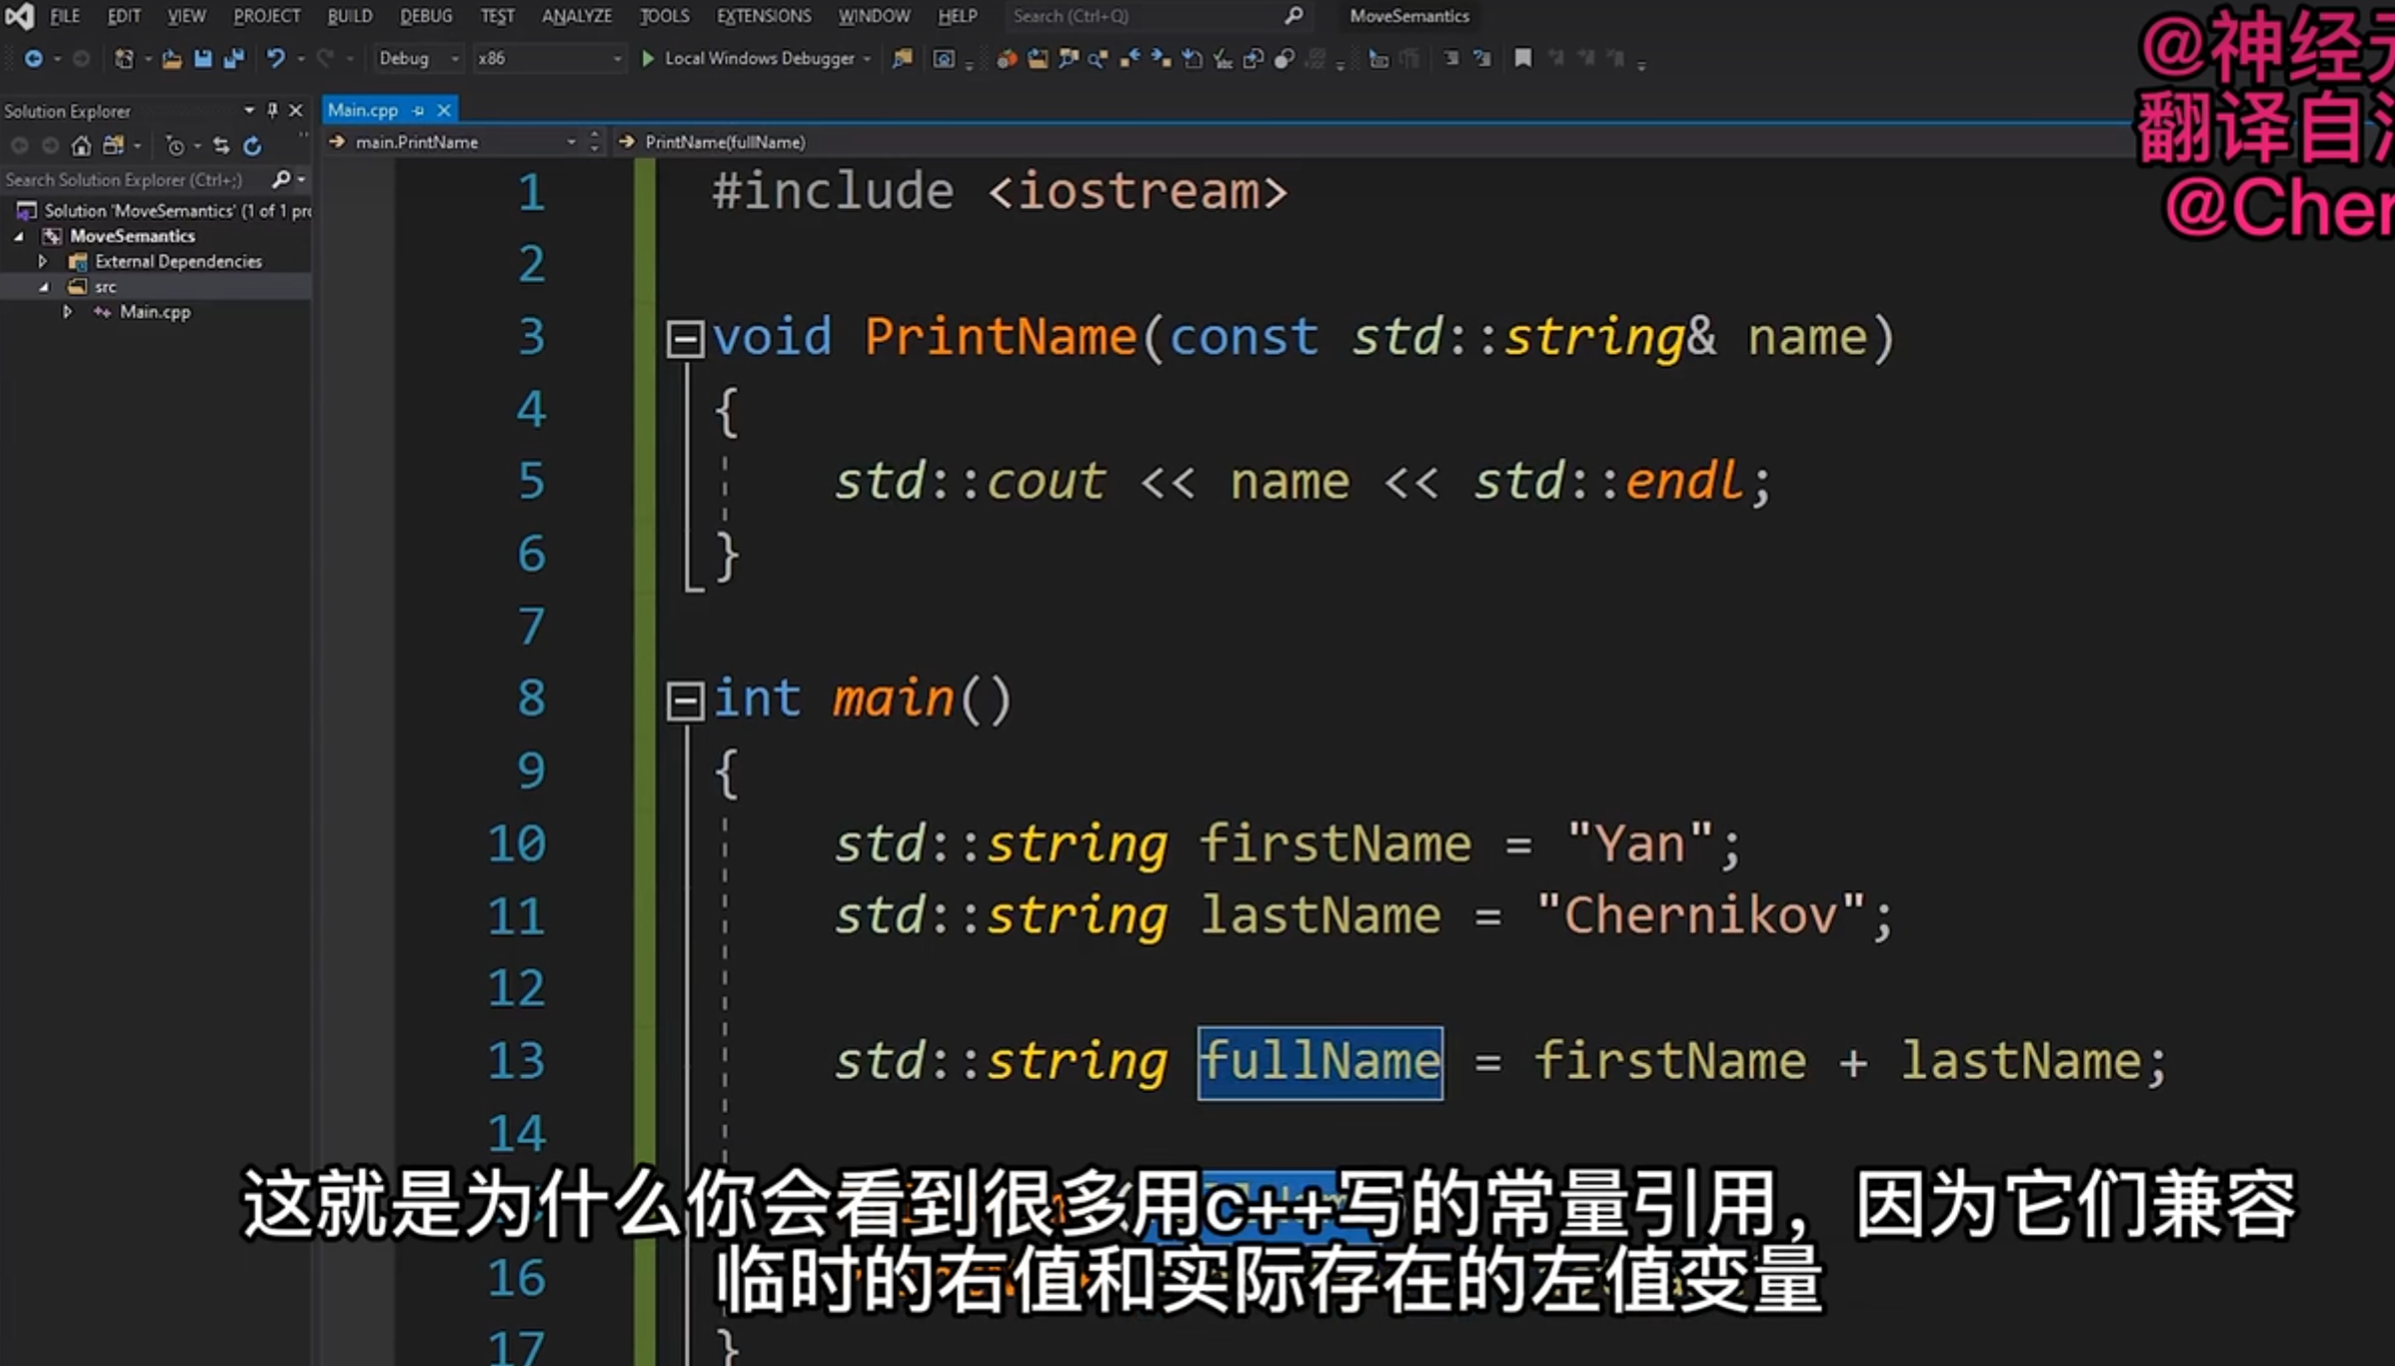 FILE EDIT VIEW PROJECT BUILD DEBUG TEST ANALYZE TOOLS EXTENSIONS WINDOW HELP Search (Ctrl+Q) MoveSemantics
Debug x86 Local Windows Debugger
@神经
翻译自
@Cher
Solution Explorer
Search Solution Explorer (Ctrl+;)
Solution 'MoveSemantics' (1 of 1 pr
MoveSemantics
External Dependencies
src
Main.cpp
Main.cpp
main.PrintName PrintName(fullName)
1 #include <iostream>
2
3 void PrintName(const std::string& name)
4 {
5 std::cout << name << std::endl;
6 }
7
8 int main()
9 {
10 std::string firstName = "Yan";
11 std::string lastName = "Chernikov";
12
13 std::string fullName = firstName + lastName;
14
16
17 }
这就是为什么你会看到很多用c++写的常量引用，因为它们兼容
临时的右值和实际存在的左值变量